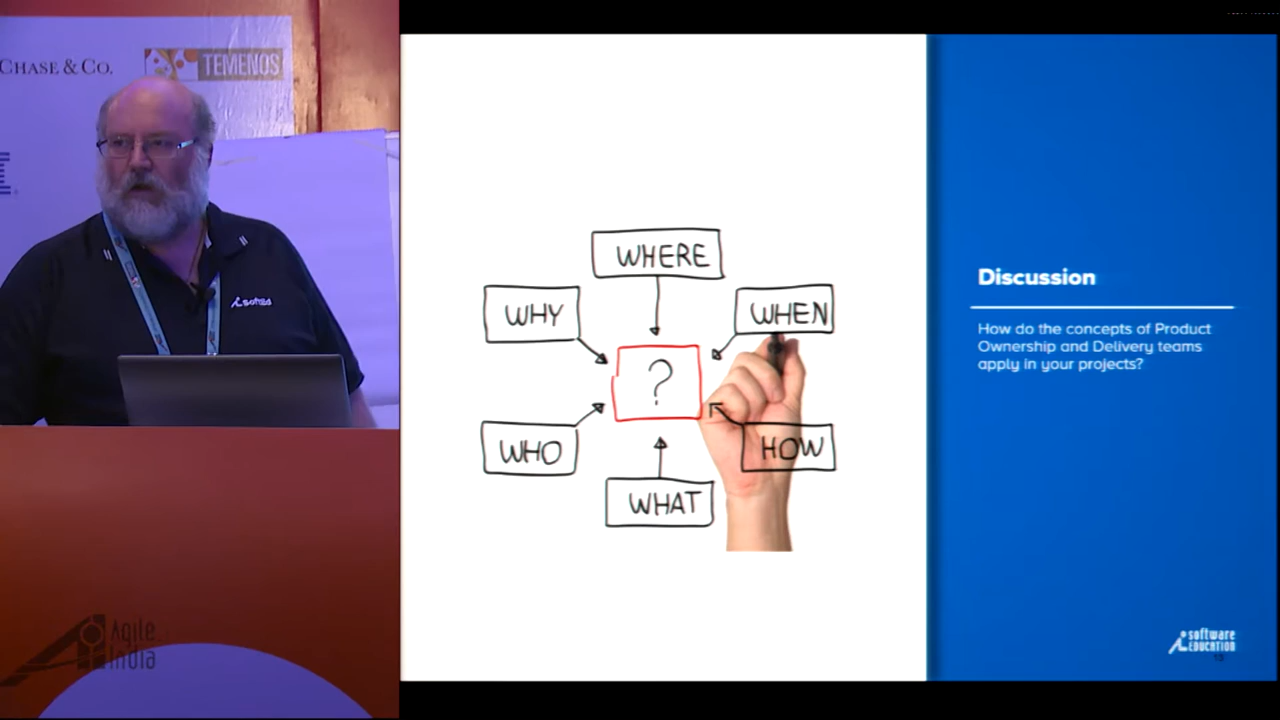 CHASE & CO.
TEMENOS
softed
Agile
India
WHERE
WHY
WHEN
?
WHO
HOW
WHAT
Discussion
How do the concepts of Product
Ownership and Delivery teams
apply in your projects?
software
EDUCATION